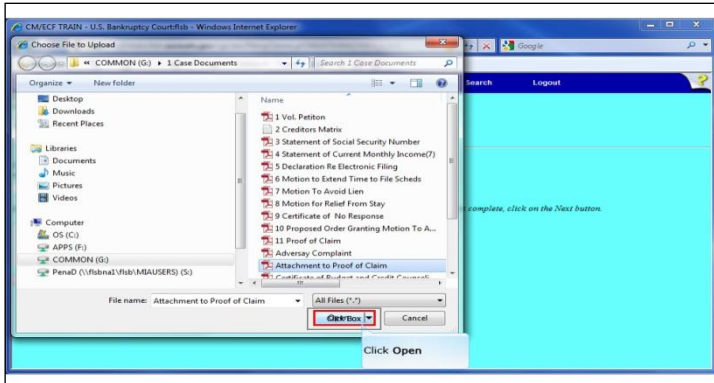 CM/ECF TRAIN - U.S. Bankruptcy Court:flsb - Windows Internet Explorer
Choose File to Upload
Google
COMMON (G:) ▸ 1 Case Documents
Search 1 Case Documents
Organize ▾ New folder
Search Logout
Desktop
Downloads
Recent Places
Libraries
Documents
Music
Pictures
Videos
Computer
OS (C:)
APPS (F:)
COMMON (G:)
PenaD (\\flsbna1\flsb\MIAUSERS) (S:)
Name
1 Vol. Petiton
2 Creditors Matrix
3 Statement of Social Security Number
4 Statement of Current Monthly Income(7)
5 Declaration Re Electronic Filing
6 Motion to Extend Time to File Scheds
7 Motion To Avoid Lien
8 Motion for Relief From Stay
9 Certificate of No Response
10 Proposed Order Granting Motion To A...
11 Proof of Claim
Adversay Complaint
Attachment to Proof of Claim
Certificate of Budget and Credit Counseli
complete, click on the Next button.
File name: Attachment to Proof of Claim
All Files (*.*)
Cancel
Click Open